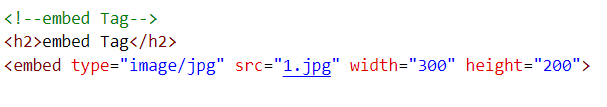 <!--embed Tag-->
<h2>embed Tag</h2>
<embed type="image/jpg" src="1.jpg" width="300" height="200">